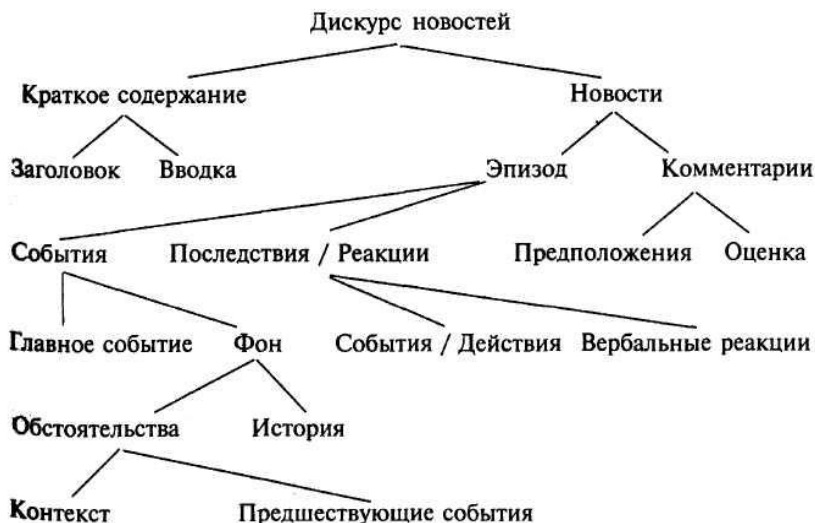 Дискурс новостей
Краткое содержание Новости
Заголовок Вводка Эпизод Комментарии
События Последствия / Реакции Предположения Оценка
Главное событие Фон События / Действия Вербальные реакции
Обстоятельства История
Контекст Предшествующие события